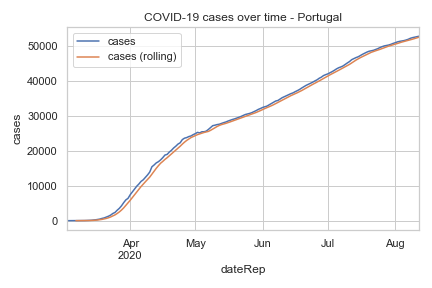 COVID-19 cases over time - Portugal
cases
cases (rolling)
50000
40000
30000
20000
10000
0
cases
Apr
2020
May
Jun
Jul
Aug
dateRep